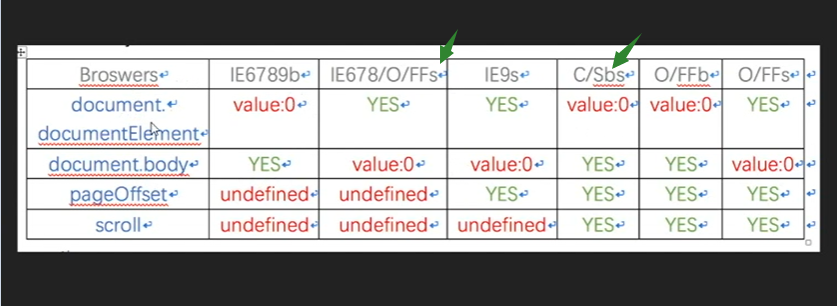 Broswers IE6789b IE678/O/FFs IE9s C/Sbs O/FFb O/FFs
document. value:0 YES YES value:0 value:0 YES
documentElement
document.body YES value:0 value:0 YES YES value:0
pageOffset undefined undefined YES YES YES YES
scroll undefined undefined undefined YES YES YES